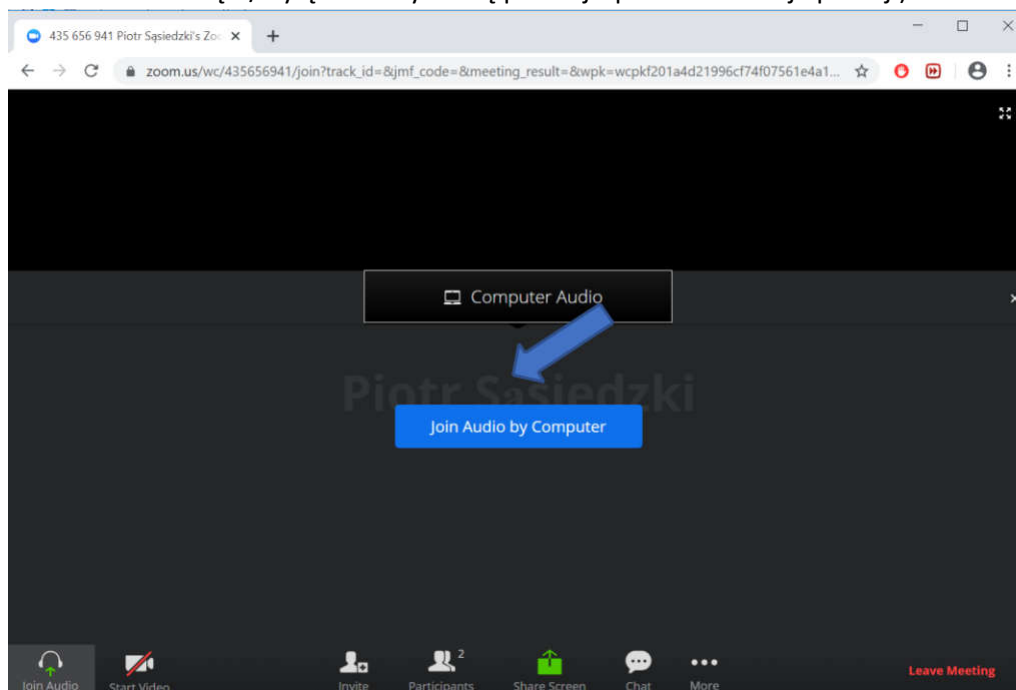 435 656 941 Piotr Sąsiedzki's Zoo
zoom.us/wc/435656941/join?track_id=&jmf_code=&meeting_result=&wpk=wcpkf201a4d21996cf74f07561e4a1...
Computer Audio
Piotr Sąsiedzki
Join Audio by Computer
2
Join Audio
Start Video
Invite
Participants
Share Screen
Chat
More
Leave Meeting